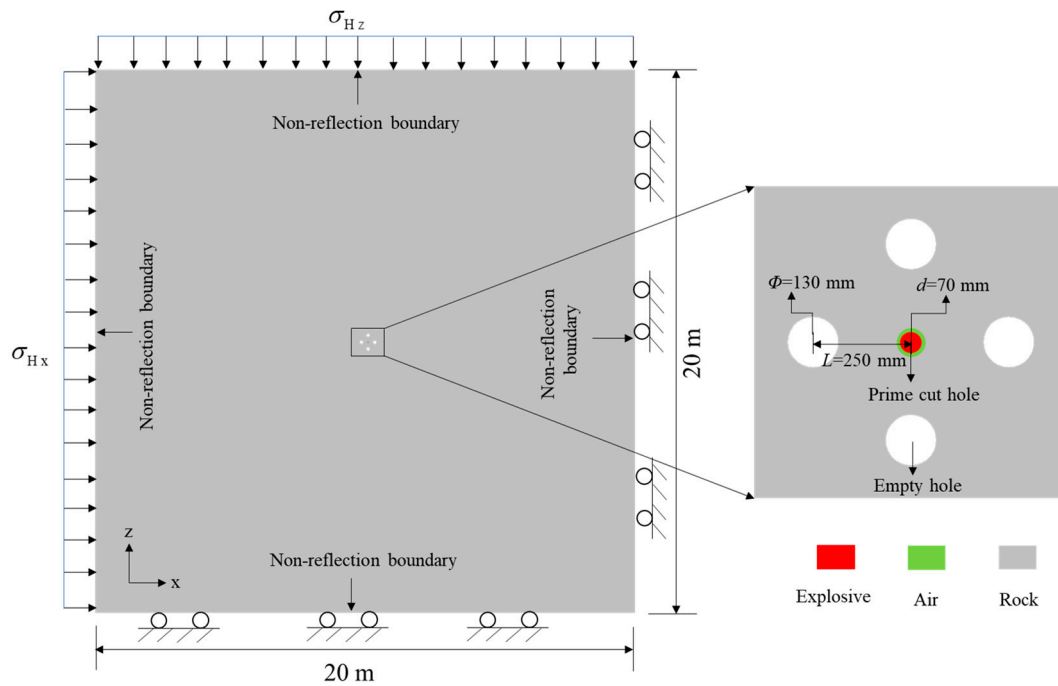 σHz
Non-reflection boundary
Non-reflection boundary
σHx
Non-reflection
boundary
20 m
Φ=130 mm
d=70 mm
L=250 mm
Prime cut hole
Empty hole
z
x
Non-reflection boundary
20 m
Explosive
Air
Rock